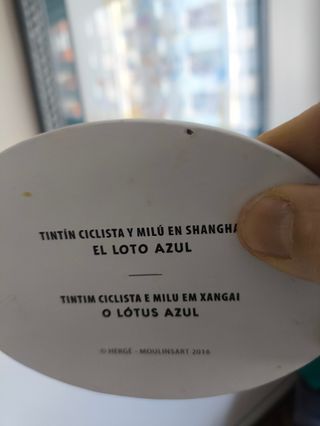 TINTÍN CICLISTA Y MILÚ EN SHANGHA
EL LOTO AZUL
TINTIM CICLISTA E MILU EM XANGAI
O LÓTUS AZUL
© HERGÉ - MOULINSART 2016